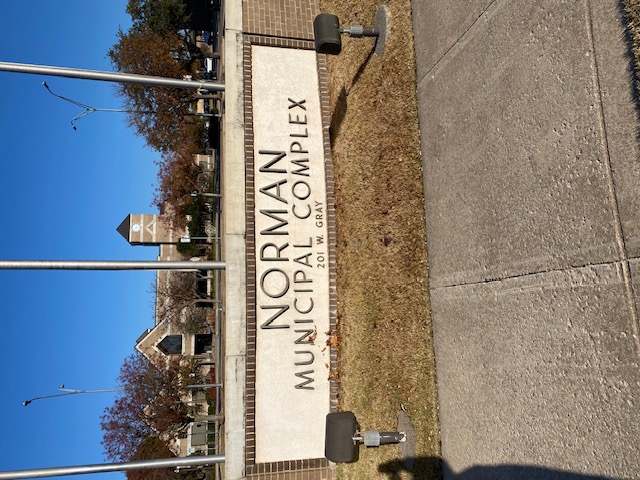 NORMAN
MUNICIPAL COMPLEX
201 W. GRAY